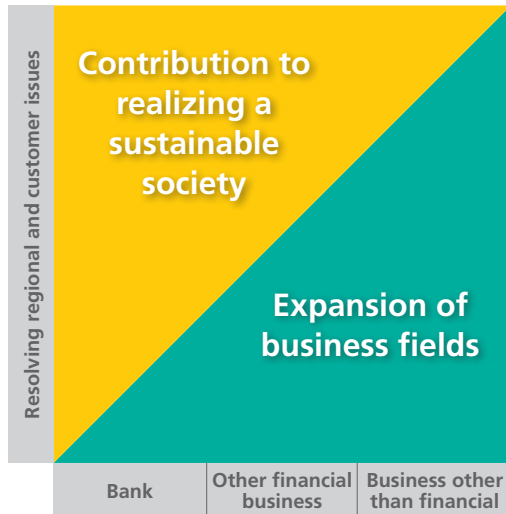 Contribution to
realizing a
sustainable
society
Expansion of
business fields
Resolving regional and customer issues
Bank
Other financial
business
Business other
than financial